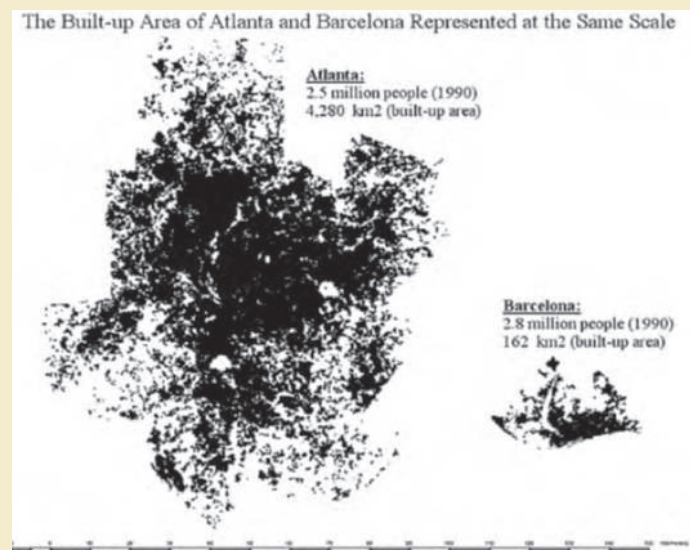 The Built-up Area of Atlanta and Barcelona Represented at the Same Scale
Atlanta:
2.5 million people (1990)
4,280 km2 (built-up area)
Barcelona:
2.8 million people (1990)
162 km2 (built-up area)